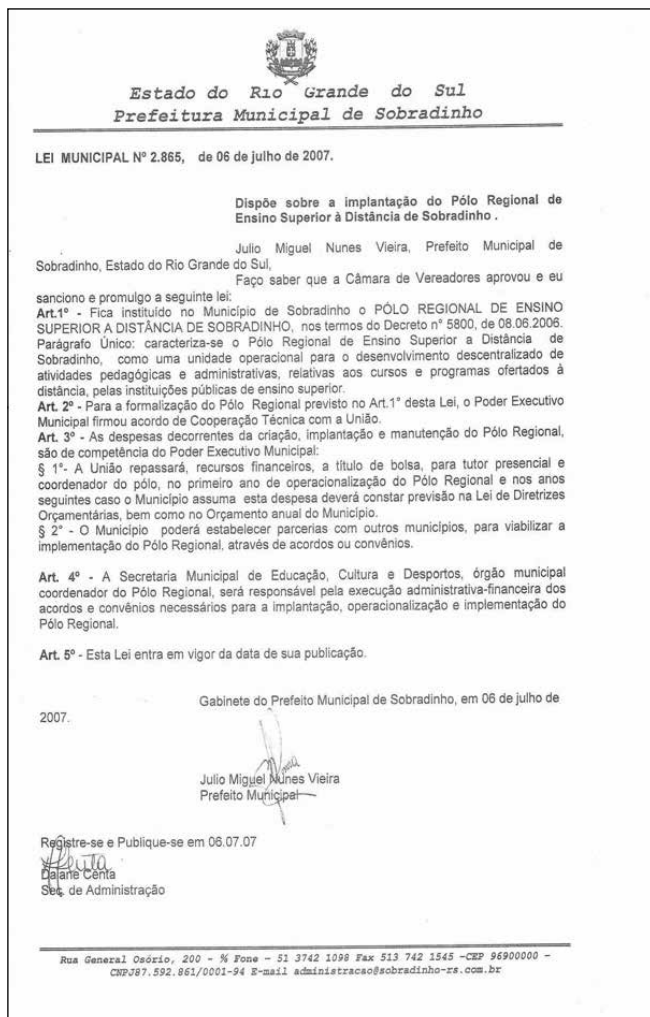 Estado do Rio Grande do Sul
Prefeitura Municipal de Sobradinho
LEI MUNICIPAL Nº 2.865, de 06 de julho de 2007.
Dispõe sobre a implantação do Pólo Regional de
Ensino Superior à Distância de Sobradinho .
Julio Miguel Nunes Vieira, Prefeito Municipal de
Sobradinho, Estado do Rio Grande do Sul,
Faço saber que a Câmara de Vereadores aprovou e eu
sanciono e promulgo a seguinte lei:
Art.1º - Fica instituído no Município de Sobradinho o PÓLO REGIONAL DE ENSINO
SUPERIOR A DISTÂNCIA DE SOBRADINHO, nos termos do Decreto n° 5800, de 08.06.2006.
Parágrafo Único: caracteriza-se o Pólo Regional de Ensino Superior a Distância de
Sobradinho, como uma unidade operacional para o desenvolvimento descentralizado de
atividades pedagógicas e administrativas, relativas aos cursos e programas ofertados à
distância, pelas instituições públicas de ensino superior.
Art. 2º - Para a formalização do Pólo Regional previsto no Art.1° desta Lei, o Poder Executivo
Municipal firmou acordo de Cooperação Técnica com a União.
Art. 3º - As despesas decorrentes da criação, implantação e manutenção do Pólo Regional,
são de competência do Poder Executivo Municipal:
§ 1°- A União repassará, recursos financeiros, a título de bolsa, para tutor presencial e
coordenador do pólo, no primeiro ano de operacionalização do Pólo Regional e nos anos
seguintes caso o Município assuma esta despesa deverá constar previsão na Lei de Diretrizes
Orçamentárias, bem como no Orçamento anual do Município.
§ 2° - O Município poderá estabelecer parcerias com outros municípios, para viabilizar a
implementação do Pólo Regional, através de acordos ou convênios.
Art. 4º - A Secretaria Municipal de Educação, Cultura e Desportos, órgão municipal
coordenador do Pólo Regional, será responsável pela execução administrativa-financeira dos
acordos e convênios necessários para a implantação, operacionalização e implementação do
Pólo Regional.
Art. 5º - Esta Lei entra em vigor da data de sua publicação.
Gabinete do Prefeito Municipal de Sobradinho, em 06 de julho de
2007.
Julio Miguel Nunes Vieira
Prefeito Municipal
Registre-se e Publique-se em 06.07.07
Daiane Centa
Sec. de Administração
Rua General Osório, 200 - % Fone - 51 3742 1098 Fax 513 742 1545 -CEP 96900000 -
CNPJ87.592.861/0001-94 E-mail administracao@sobradinho-rs.com.br